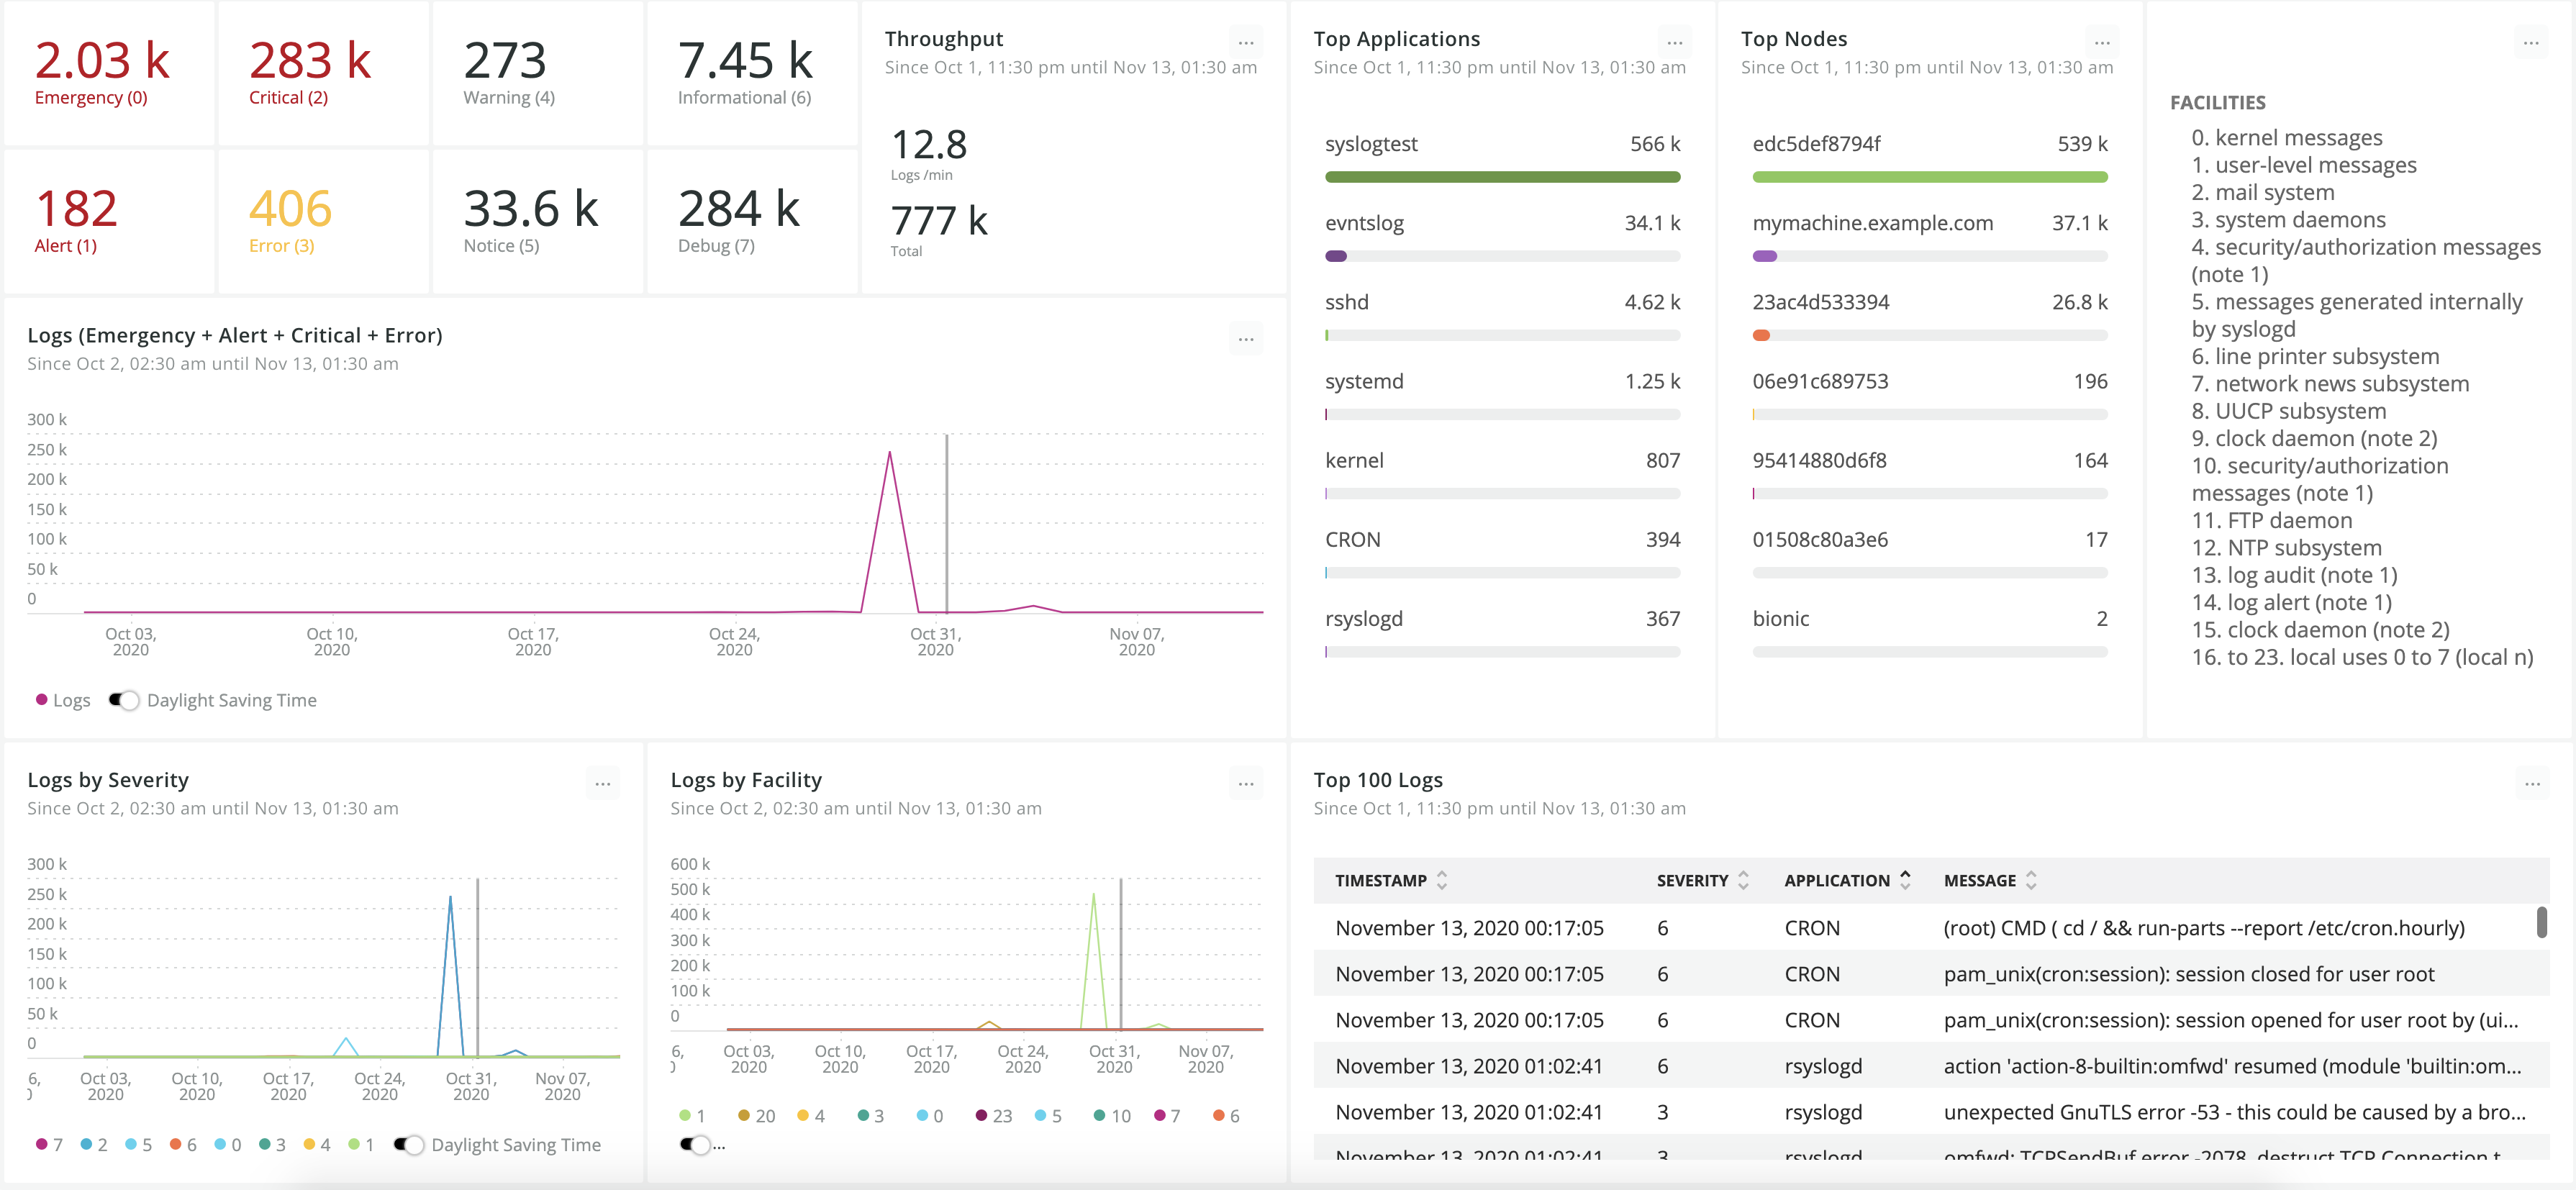 2.03 k
Emergency (0)
283 k
Critical (2)
273
Warning (4)
7.45 k
Informational (6)
182
Alert (1)
406
Error (3)
33.6 k
Notice (5)
284 k
Debug (7)
Throughput
...
Since Oct 1, 11:30 pm until Nov 13, 01:30 am
12.8
Logs /min
777 k
Total
Top Applications
...
Since Oct 1, 11:30 pm until Nov 13, 01:30 am
syslogtest 566 k
evntslog 34.1 k
sshd 4.62 k
systemd 1.25 k
kernel 807
CRON 394
rsyslogd 367
Top Nodes
...
Since Oct 1, 11:30 pm until Nov 13, 01:30 am
edc5def8794f 539 k
mymachine.example.com 37.1 k
23ac4d533394 26.8 k
06e91c689753 196
95414880d6f8 164
01508c80a3e6 17
bionic 2
...
FACILITIES
0. kernel messages
1. user-level messages
2. mail system
3. system daemons
4. security/authorization messages
(note 1)
5. messages generated internally
by syslogd
6. line printer subsystem
7. network news subsystem
8. UUCP subsystem
9. clock daemon (note 2)
10. security/authorization
messages (note 1)
11. FTP daemon
12. NTP subsystem
13. log audit (note 1)
14. log alert (note 1)
15. clock daemon (note 2)
16. to 23. local uses 0 to 7 (local n)
Logs (Emergency + Alert + Critical + Error)
...
Since Oct 2, 02:30 am until Nov 13, 01:30 am
300 k
250 k
200 k
150 k
100 k
50 k
0
Oct 03, Oct 10, Oct 17, Oct 24, Oct 31, Nov 07,
2020 2020 2020 2020 2020 2020
Logs Daylight Saving Time
Logs by Severity
...
Since Oct 2, 02:30 am until Nov 13, 01:30 am
300 k
250 k
200 k
150 k
100 k
50 k
0
6, Oct 03, Oct 10, Oct 17, Oct 24, Oct 31, Nov 07,
2020 2020 2020 2020 2020 2020
7 2 5 6 0 3 4 1 Daylight Saving Time
Logs by Facility
...
Since Oct 2, 02:30 am until Nov 13, 01:30 am
600 k
500 k
400 k
300 k
200 k
100 k
0
6, Oct 03, Oct 10, Oct 17, Oct 24, Oct 31, Nov 07,
2020 2020 2020 2020 2020 2020
1 20 4 3 0 23 5 10 7 6
...
Top 100 Logs
...
Since Oct 1, 11:30 pm until Nov 13, 01:30 am
TIMESTAMP SEVERITY APPLICATION MESSAGE
November 13, 2020 00:17:05 6 CRON (root) CMD ( cd / && run-parts --report /etc/cron.hourly)
November 13, 2020 00:17:05 6 CRON pam_unix(cron:session): session closed for user root
November 13, 2020 00:17:05 6 CRON pam_unix(cron:session): session opened for user root by (ui...
November 13, 2020 01:02:41 6 rsyslogd action 'action-8-builtin:omfwd' resumed (module 'builtin:om...
November 13, 2020 01:02:41 3 rsyslogd unexpected GnuTLS error -53 - this could be caused by a bro...
November 13, 2020 01:02:41 3 rsyslogd omfwd: TCPSendBuf error -2078, destruct TCP Connection t...